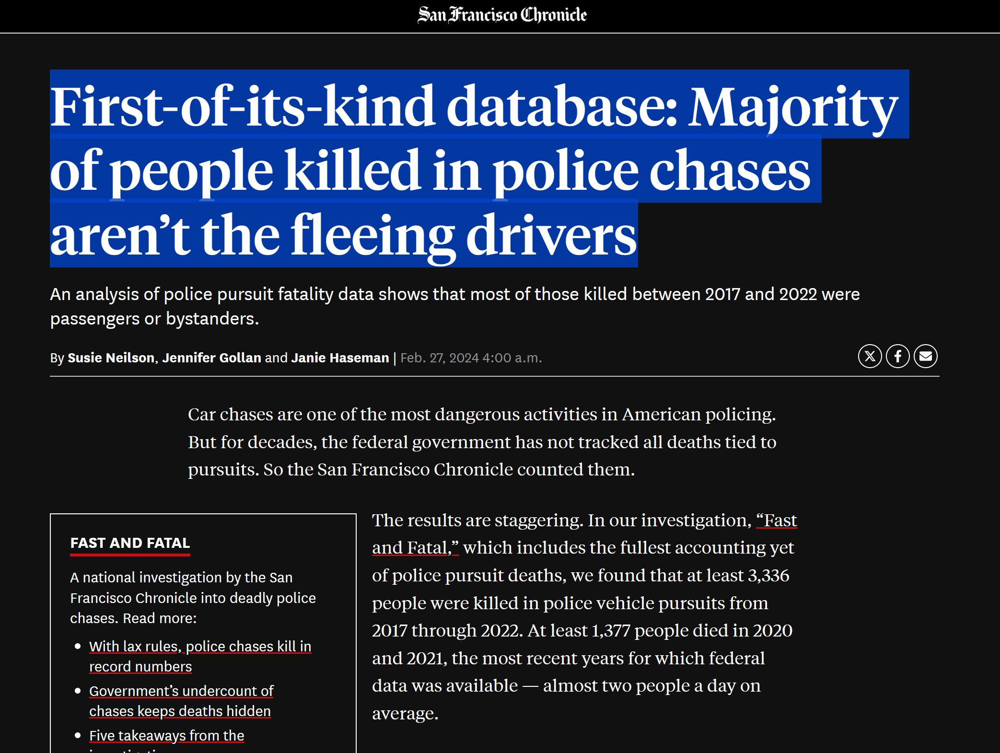 San Francisco Chronicle
First-of-its-kind database: Majority
of people killed in police chases
aren’t the fleeing drivers
An analysis of police pursuit fatality data shows that most of those killed between 2017 and 2022 were
passengers or bystanders.
By Susie Neilson, Jennifer Gollan and Janie Haseman | Feb. 27, 2024 4:00 a.m.
Car chases are one of the most dangerous activities in American policing.
But for decades, the federal government has not tracked all deaths tied to
pursuits. So the San Francisco Chronicle counted them.
FAST AND FATAL
A national investigation by the San
Francisco Chronicle into deadly police
chases. Read more:
• With lax rules, police chases kill in
record numbers
• Government’s undercount of
chases keeps deaths hidden
• Five takeaways from the
The results are staggering. In our investigation, “Fast
and Fatal,” which includes the fullest accounting yet
of police pursuit deaths, we found that at least 3,336
people were killed in police vehicle pursuits from
2017 through 2022. At least 1,377 people died in 2020
and 2021, the most recent years for which federal
data was available — almost two people a day on
average.